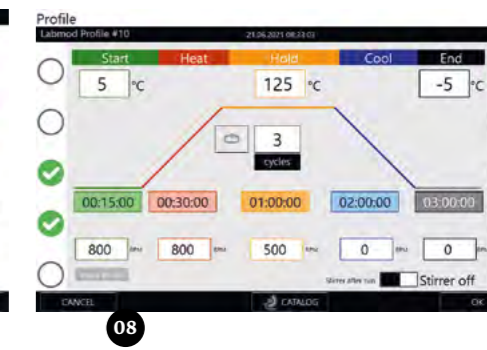 Profile
Labmod Profile #10 21.06.2021 08:33:03
Start Heat Hold Cool End
5 °C 125 °C -5 °C
3
cycles
00:15:00 00:30:00 01:00:00 02:00:00 03:00:00
800 800 500 0 0
Stirrer after run Stirrer off
CANCEL CATALOG OK
08